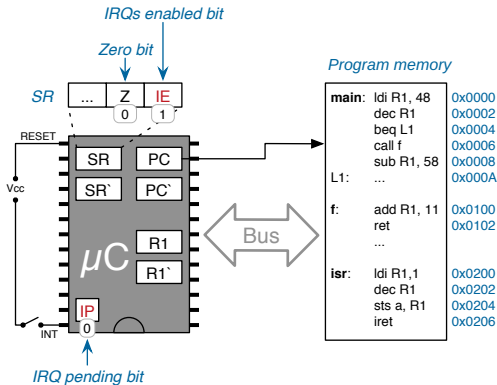 IRQs enabled bit
Zero bit
SR ... Z IE
0 1
RESET
Vcc
INT
SR PC
SR` PC`
µC
R1
R1`
IP
0
IRQ pending bit
Bus
Program memory
main: ldi R1, 48 0x0000
dec R1 0x0002
beq L1 0x0004
call f 0x0006
sub R1, 58 0x0008
L1: ... 0x000A
f: add R1, 11 0x0100
ret 0x0102
...
isr: ldi R1,1 0x0200
dec R1 0x0202
sts a, R1 0x0204
iret 0x0206